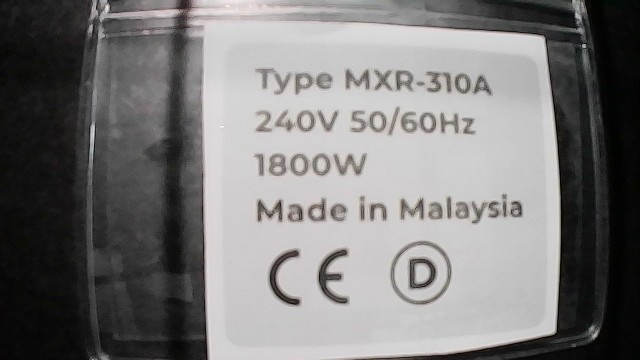 Type MXR-310A
240V 50/60Hz
1800W
Made in Malaysia
CE D